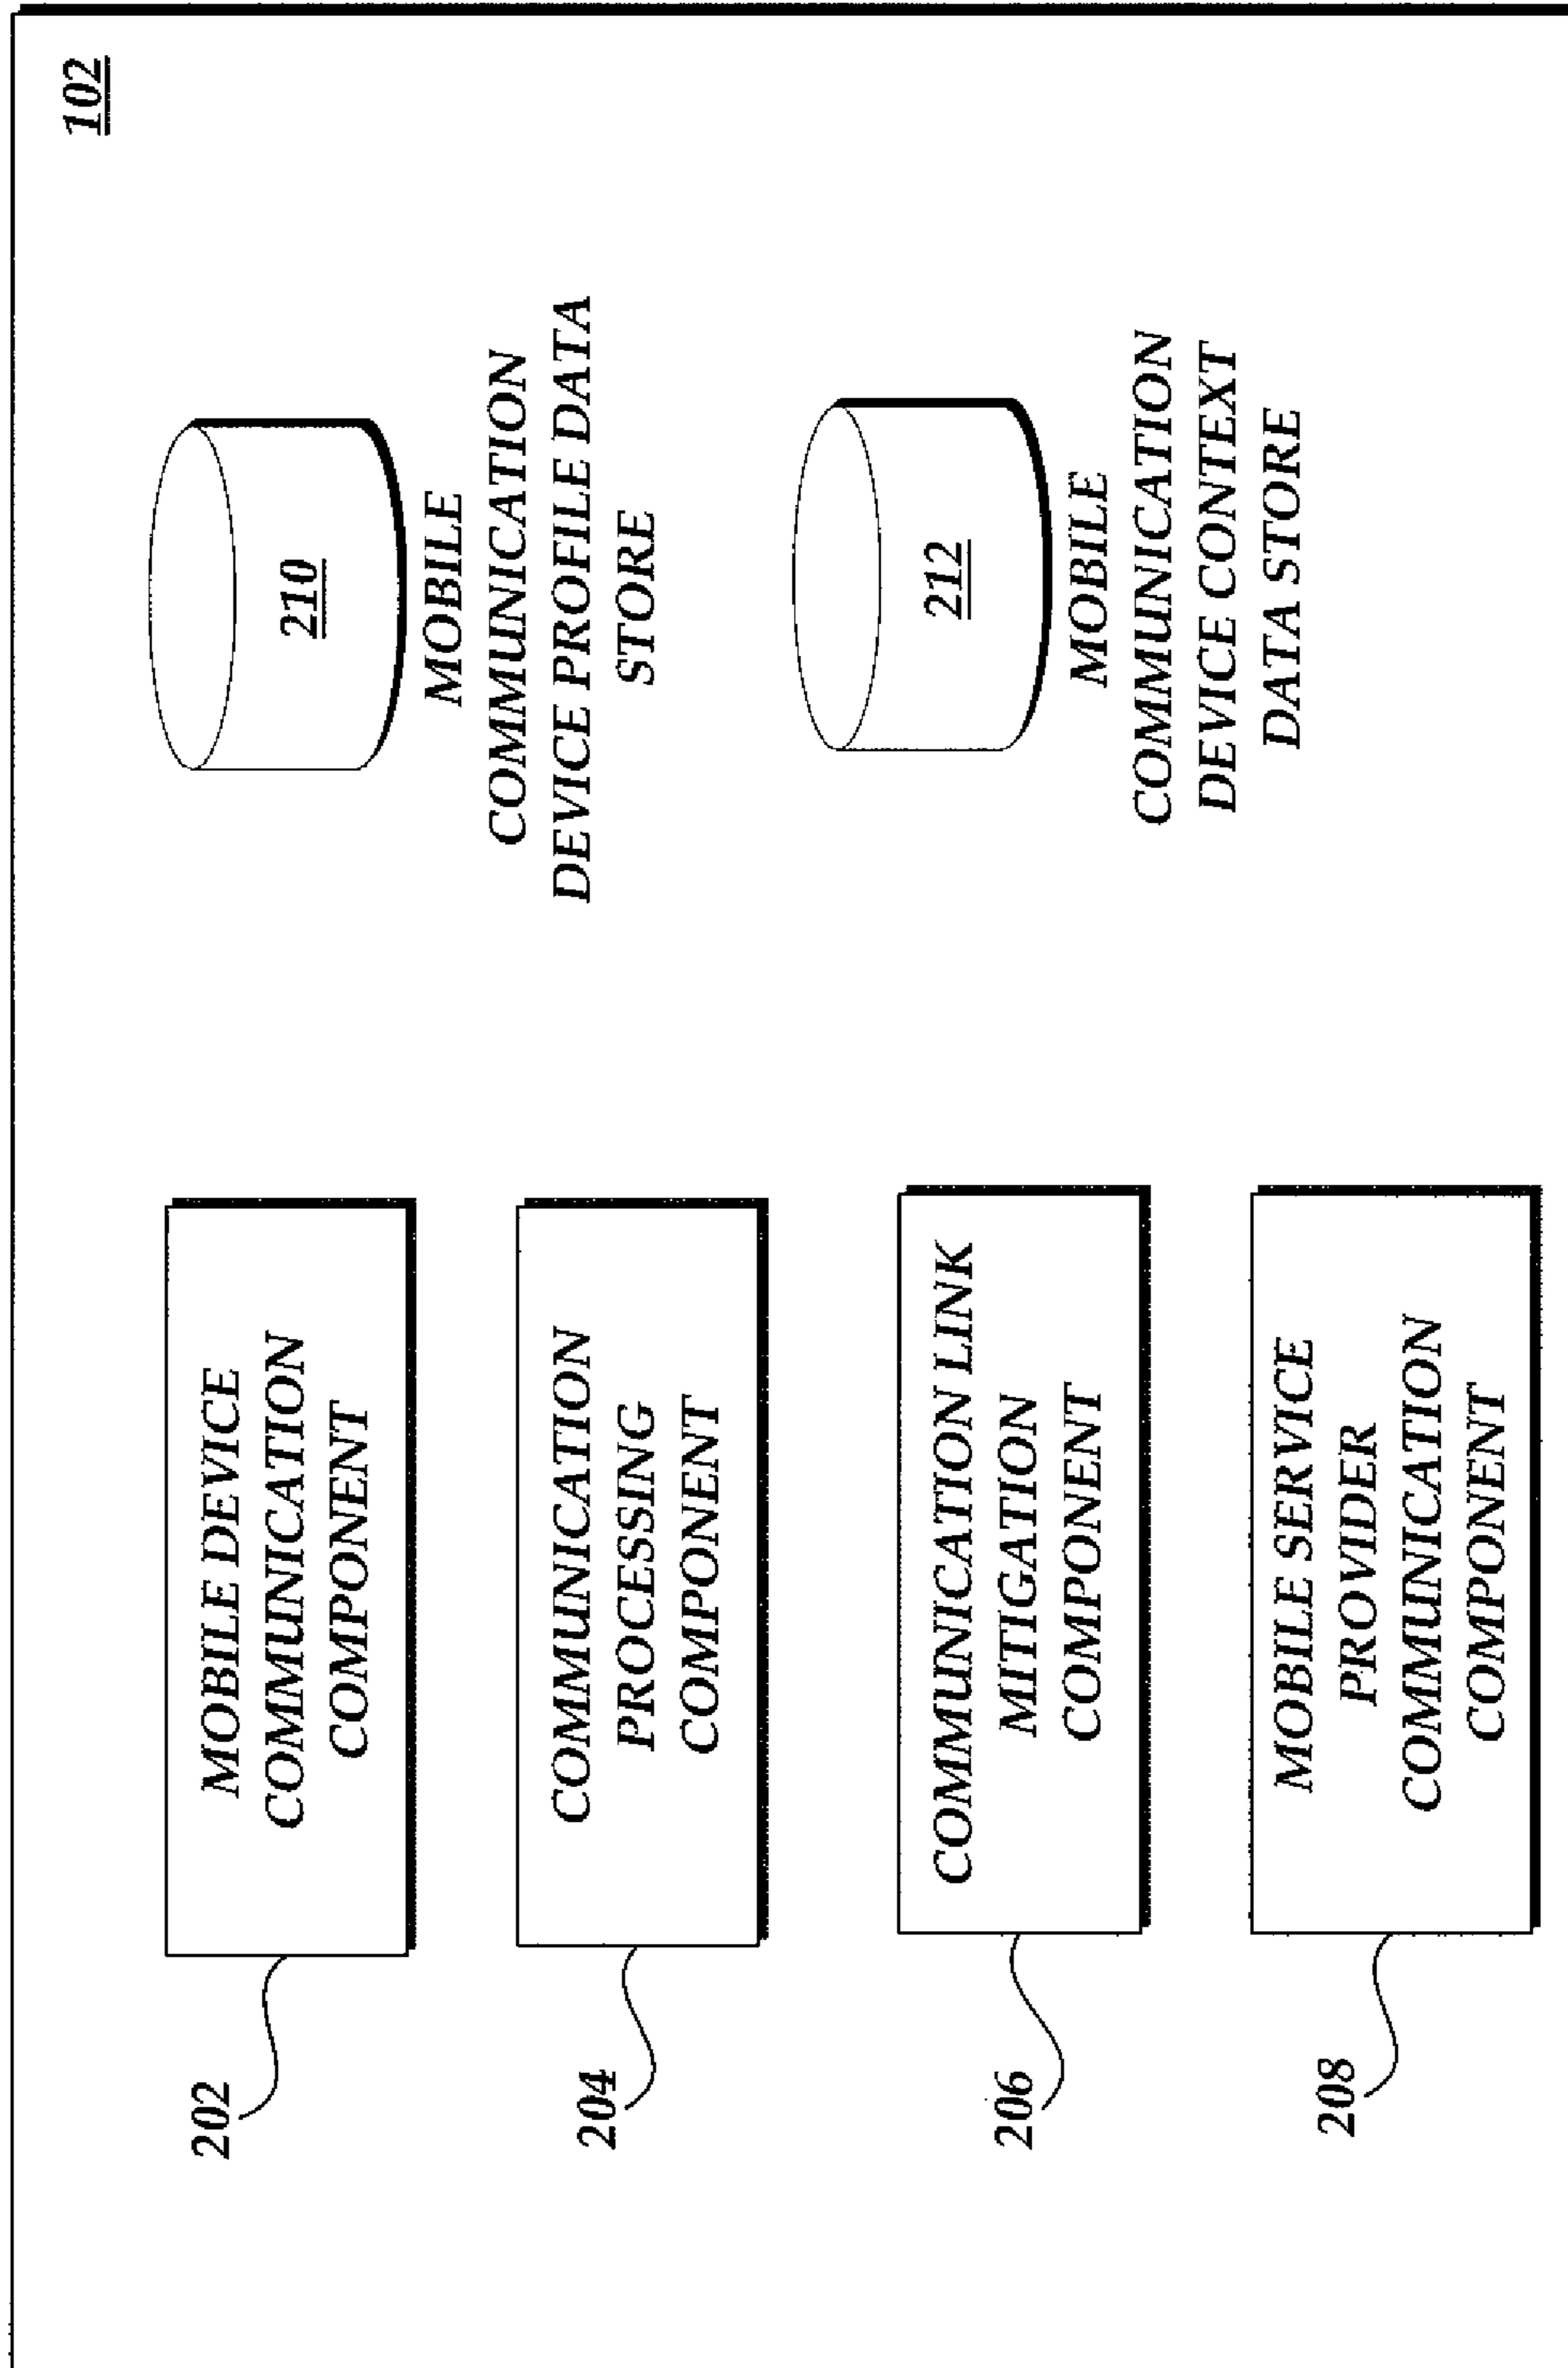 102
202
MOBILE DEVICE
COMMUNICATION
COMPONENT
204
COMMUNICATION
PROCESSING
COMPONENT
206
COMMUNICATION LINK
MITIGATION
COMPONENT
208
MOBILE SERVICE
PROVIDER
COMMUNICATION
COMPONENT
210
MOBILE
COMMUNICATION
DEVICE PROFILE DATA
STORE
212
MOBILE
COMMUNICATION
DEVICE CONTEXT
DATA STORE